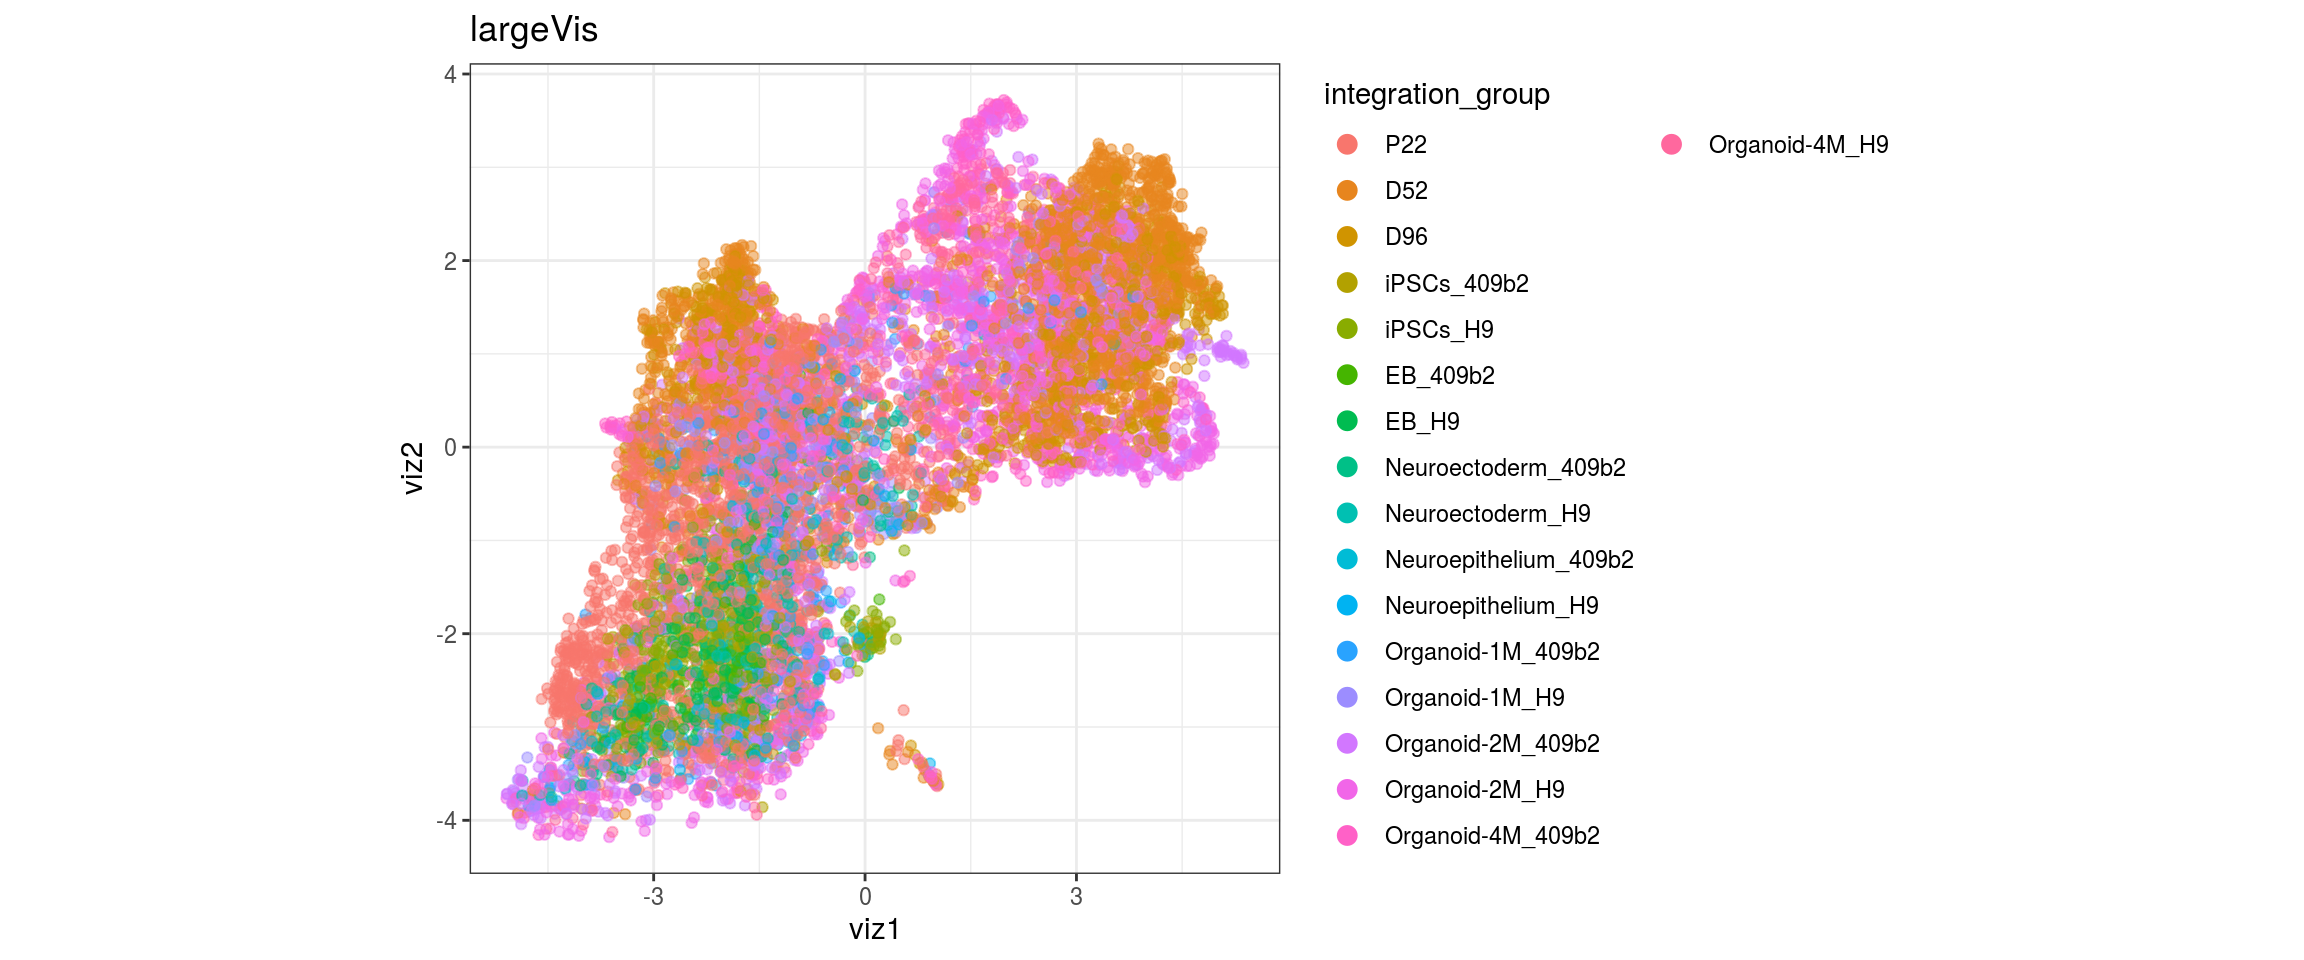 largeVis
4
2
0
-2
-4
viz2
-3
0
3
viz1
integration_group
P22
D52
D96
iPSCs_409b2
iPSCs_H9
EB_409b2
EB_H9
Neuroectoderm_409b2
Neuroectoderm_H9
Neuroepithelium_409b2
Neuroepithelium_H9
Organoid-1M_409b2
Organoid-1M_H9
Organoid-2M_409b2
Organoid-2M_H9
Organoid-4M_409b2
Organoid-4M_H9